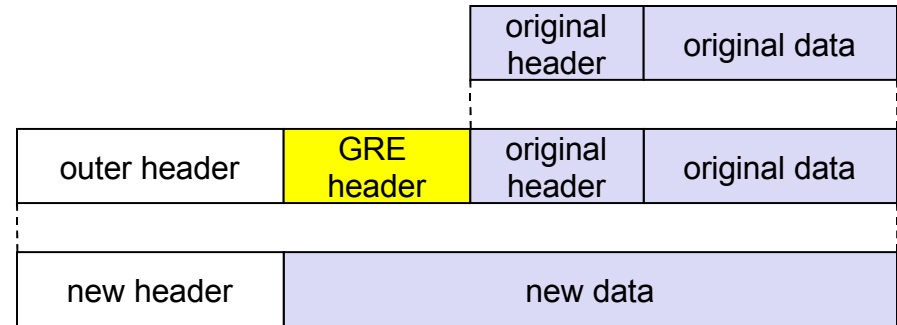 original
header
original data
outer header
GRE
header
original
header
original data
new header
new data